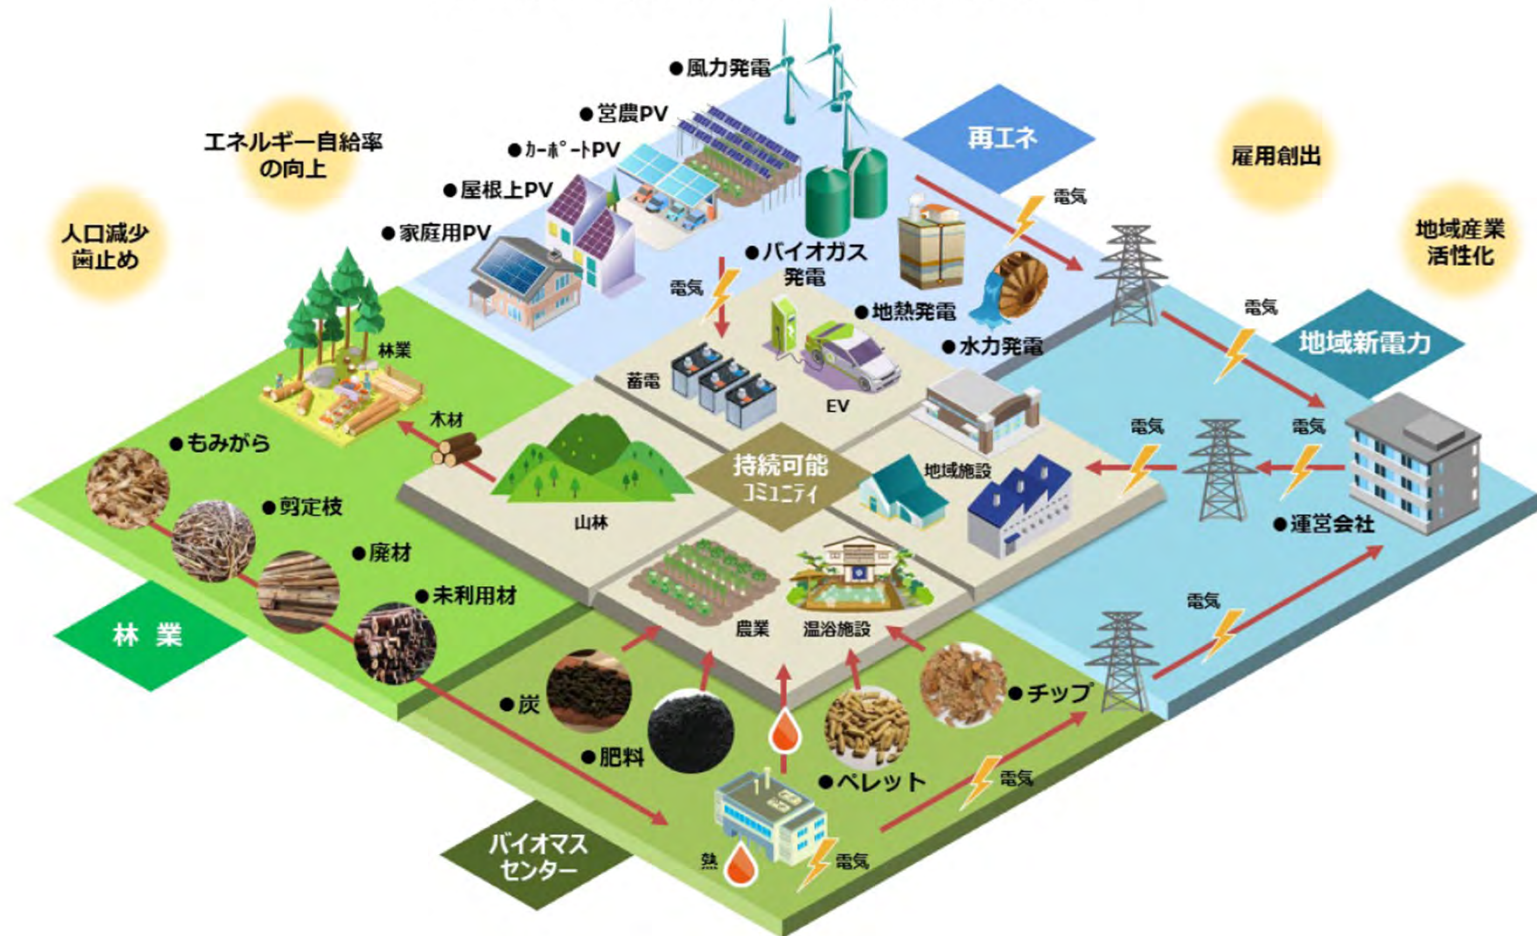 ●風力発電
●営農PV
●ｶｰﾎﾟｰﾄPV
●屋根上PV
●家庭用PV
再エネ
エネルギー自給率
の向上
雇用創出
人口減少
歯止め
地域産業
活性化
電気
●バイオガス
発電
電気
●地熱発電
●水力発電
電気
地域新電力
林業
蓄電
EV
木材
●もみがら
持続可能
ｺﾐｭﾆﾃｨ
地域施設
電気
電気
●剪定枝
山林
●運営会社
●廃材
●未利用材
電気
林 業
農業
温浴施設
●炭
●チップ
●肥料
●ペレット
電気
バイオマス
センター
熱
電気